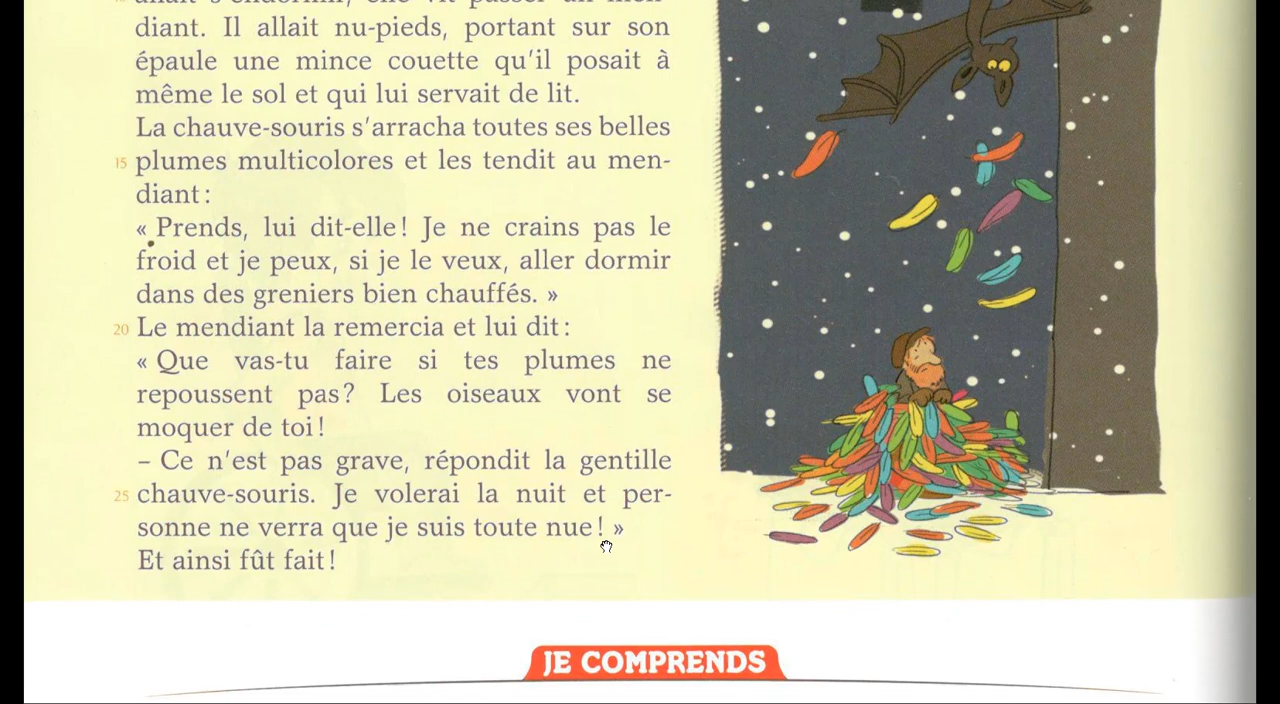 diant. Il allait nu-pieds, portant sur son
épaule une mince couette qu'il posait à
même le sol et qui lui servait de lit.
La chauve-souris s'arracha toutes ses belles
15 plumes multicolores et les tendit au men-
diant :
« Prends, lui dit-elle ! Je ne crains pas le
froid et je peux, si je le veux, aller dormir
dans des greniers bien chauffés. »
20 Le mendiant la remercia et lui dit :
« Que vas-tu faire si tes plumes ne
repoussent pas ? Les oiseaux vont se
moquer de toi !
– Ce n'est pas grave, répondit la gentille
25 chauve-souris. Je volerai la nuit et per-
sonne ne verra que je suis toute nue ! »
Et ainsi fût fait !
JE COMPRENDS